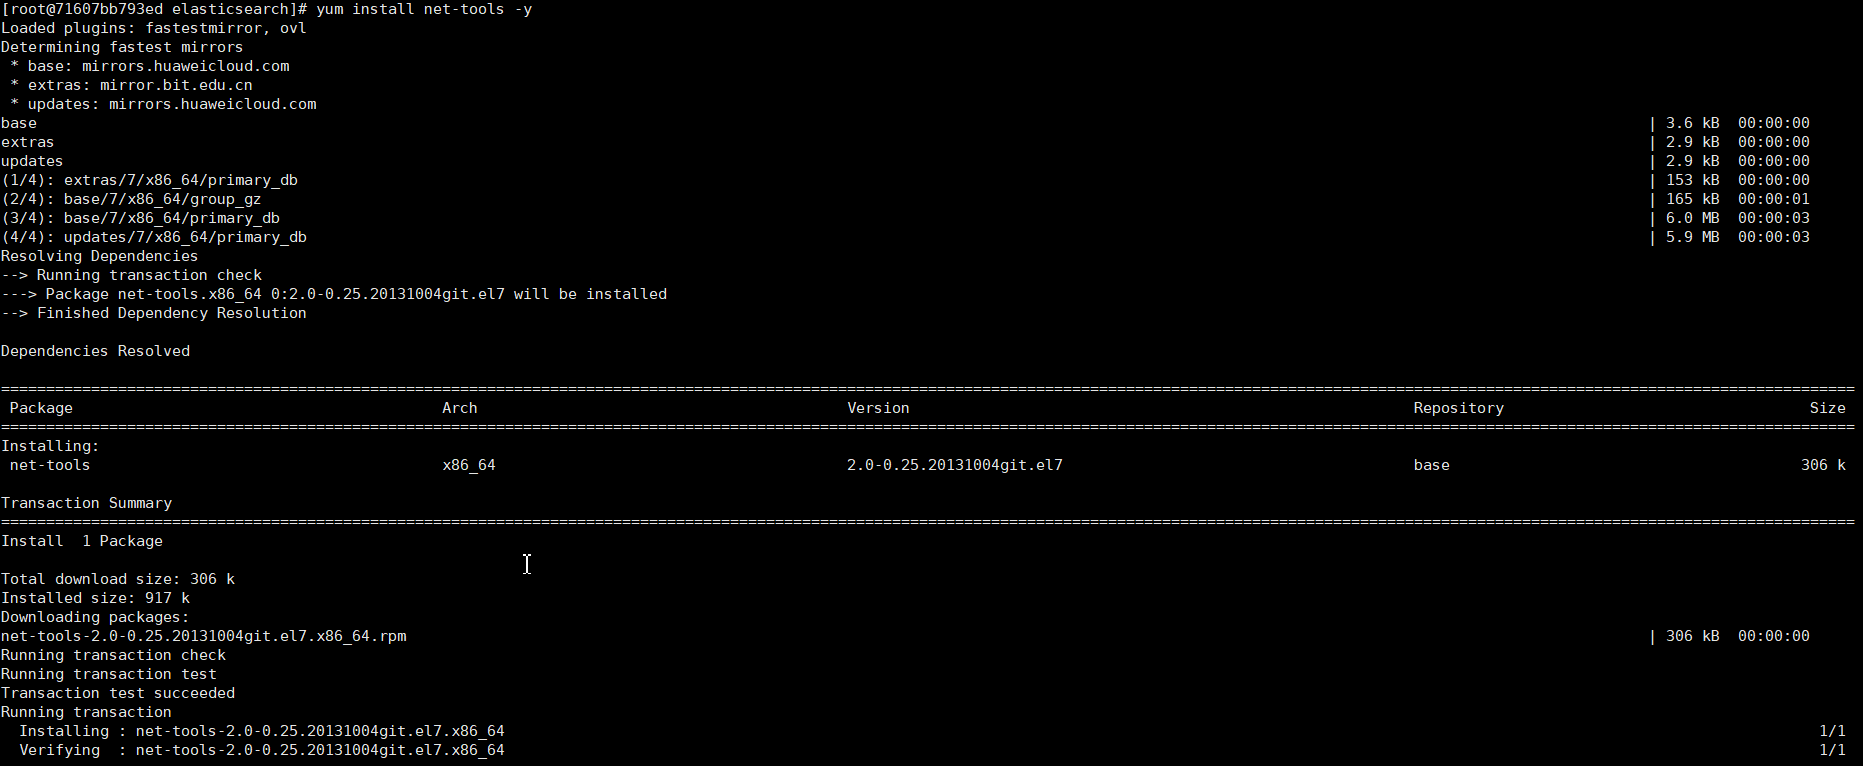 [root@71607bb793ed elasticsearch]# yum install net-tools -y
Loaded plugins: fastestmirror, ovl
Determining fastest mirrors
 * base: mirrors.huaweicloud.com
 * extras: mirror.bit.edu.cn
 * updates: mirrors.huaweicloud.com
base | 3.6 kB 00:00:00
extras | 2.9 kB 00:00:00
updates | 2.9 kB 00:00:00
(1/4): extras/7/x86_64/primary_db | 153 kB 00:00:00
(2/4): base/7/x86_64/group_gz | 165 kB 00:00:01
(3/4): base/7/x86_64/primary_db | 6.0 MB 00:00:03
(4/4): updates/7/x86_64/primary_db | 5.9 MB 00:00:03
Resolving Dependencies
--> Running transaction check
---> Package net-tools.x86_64 0:2.0-0.25.20131004git.el7 will be installed
--> Finished Dependency Resolution
Dependencies Resolved
Package Arch Version Repository Size
Installing:
 net-tools x86_64 2.0-0.25.20131004git.el7 base 306 k
Transaction Summary
Install  1 Package
Total download size: 306 k
Installed size: 917 k
Downloading packages:
net-tools-2.0-0.25.20131004git.el7.x86_64.rpm | 306 kB 00:00:00
Running transaction check
Running transaction test
Transaction test succeeded
Running transaction
  Installing : net-tools-2.0-0.25.20131004git.el7.x86_64 1/1
  Verifying  : net-tools-2.0-0.25.20131004git.el7.x86_64 1/1